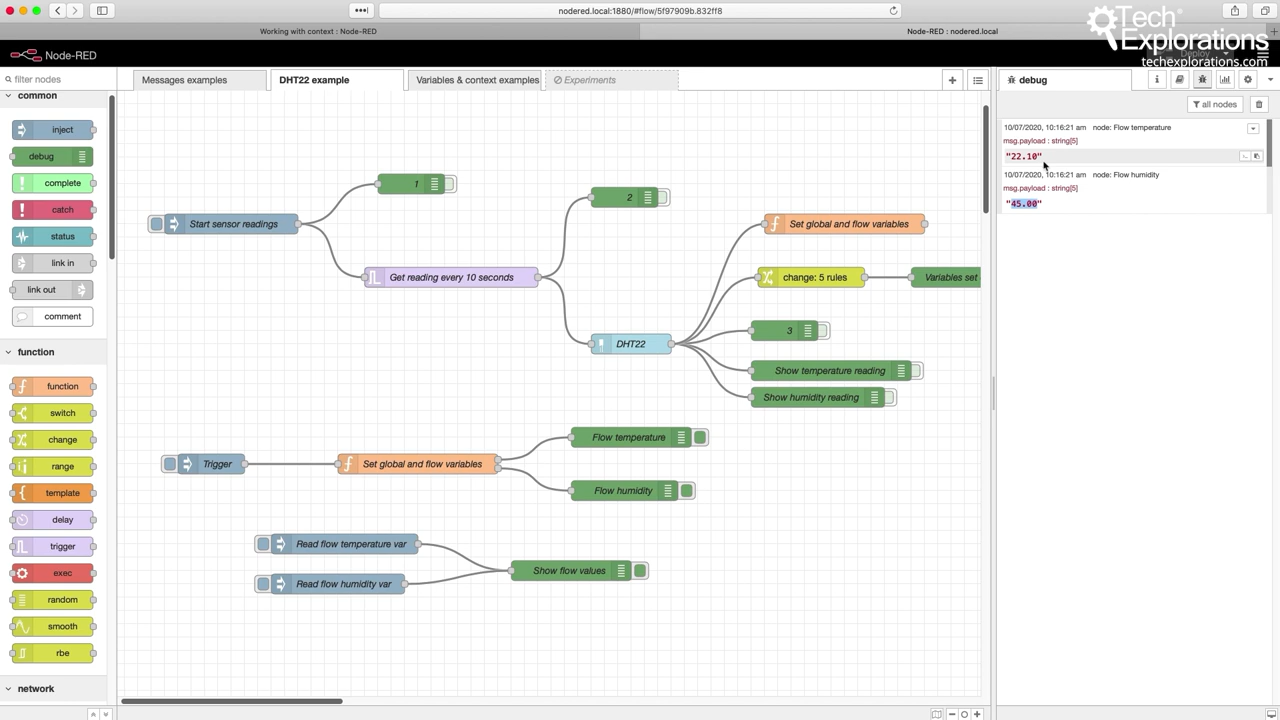 nodered.local:1880/#flow/5f97909b.832ff8
Working with context : Node-RED
Node-RED : nodered.local
Tech
Explorations™
techexplorations.com
Node-RED
Deploy
filter nodes
Messages examples
DHT22 example
Variables & context examples
Experiments
debug
common
inject
debug
complete
catch
status
link in
link out
comment
function
function
switch
change
range
template
delay
trigger
exec
random
smooth
rbe
network
1
Start sensor readings
Get reading every 10 seconds
2
DHT22
Set global and flow variables
change: 5 rules
Variables set
3
Show temperature reading
Show humidity reading
Trigger
Set global and flow variables
Flow temperature
Flow humidity
Read flow temperature var
Read flow humidity var
Show flow values
all nodes
10/07/2020, 10:16:21 am node: Flow temperature
msg.payload : string[5]
"22.10"
10/07/2020, 10:16:21 am node: Flow humidity
msg.payload : string[5]
"45.00"